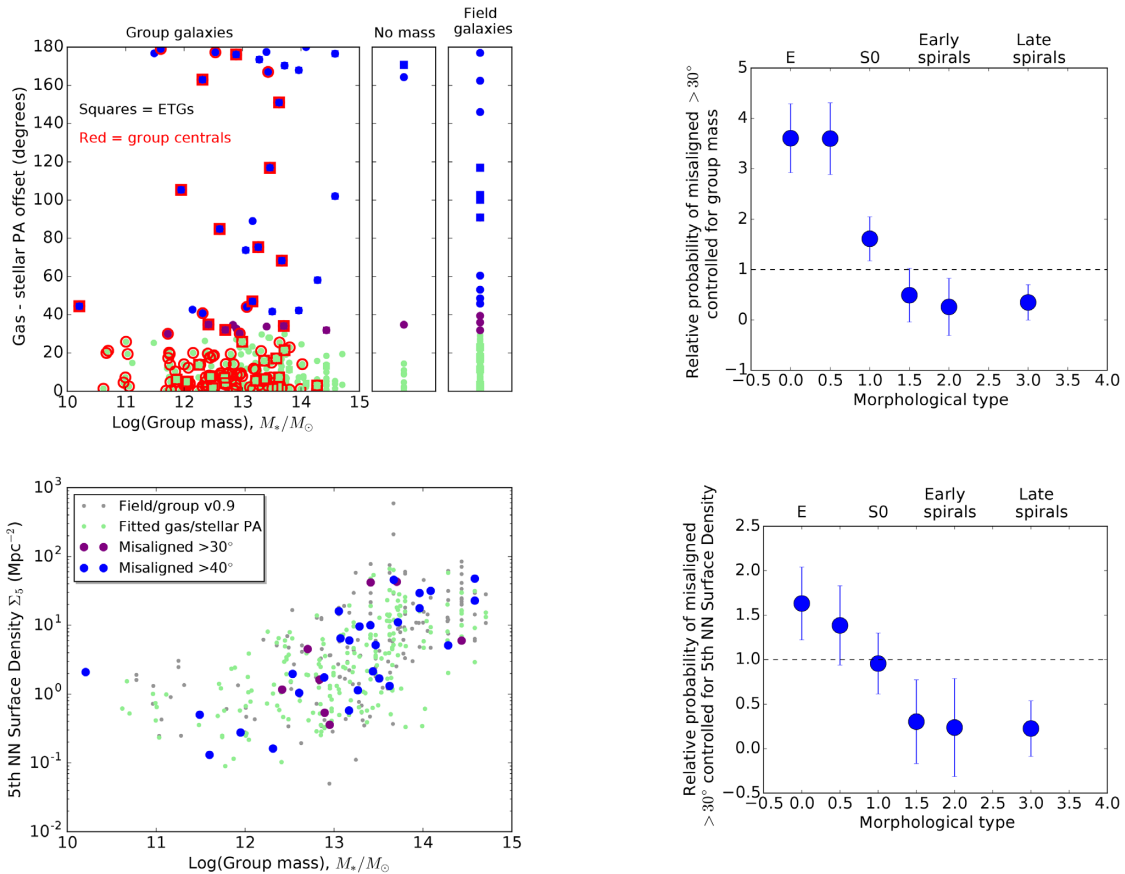 Group galaxies
No mass
Field
galaxies
180
160
140
120
100
80
60
40
20
0
Gas - stellar PA offset (degrees)
Squares = ETGs
Red = group centrals
10 11 12 13 14 15
Log(Group mass), M*/M⊙
E S0 Early
spirals Late
spirals
5
4
3
2
1
0
−1
Relative probability of misaligned >30°
controlled for group mass
−0.5 0.0 0.5 1.0 1.5 2.0 2.5 3.0 3.5 4.0
Morphological type
10³
10²
10¹
10⁰
10⁻¹
10⁻²
5th NN Surface Density Σ₅ (Mpc⁻²)
Field/group v0.9
Fitted gas/stellar PA
Misaligned >30°
Misaligned >40°
10 11 12 13 14 15
Log(Group mass), M*/M⊙
E S0 Early
spirals Late
spirals
2.5
2.0
1.5
1.0
0.5
0.0
−0.5
Relative probability of misaligned
>30° controlled for 5th NN Surface Density
−0.5 0.0 0.5 1.0 1.5 2.0 2.5 3.0 3.5 4.0
Morphological type